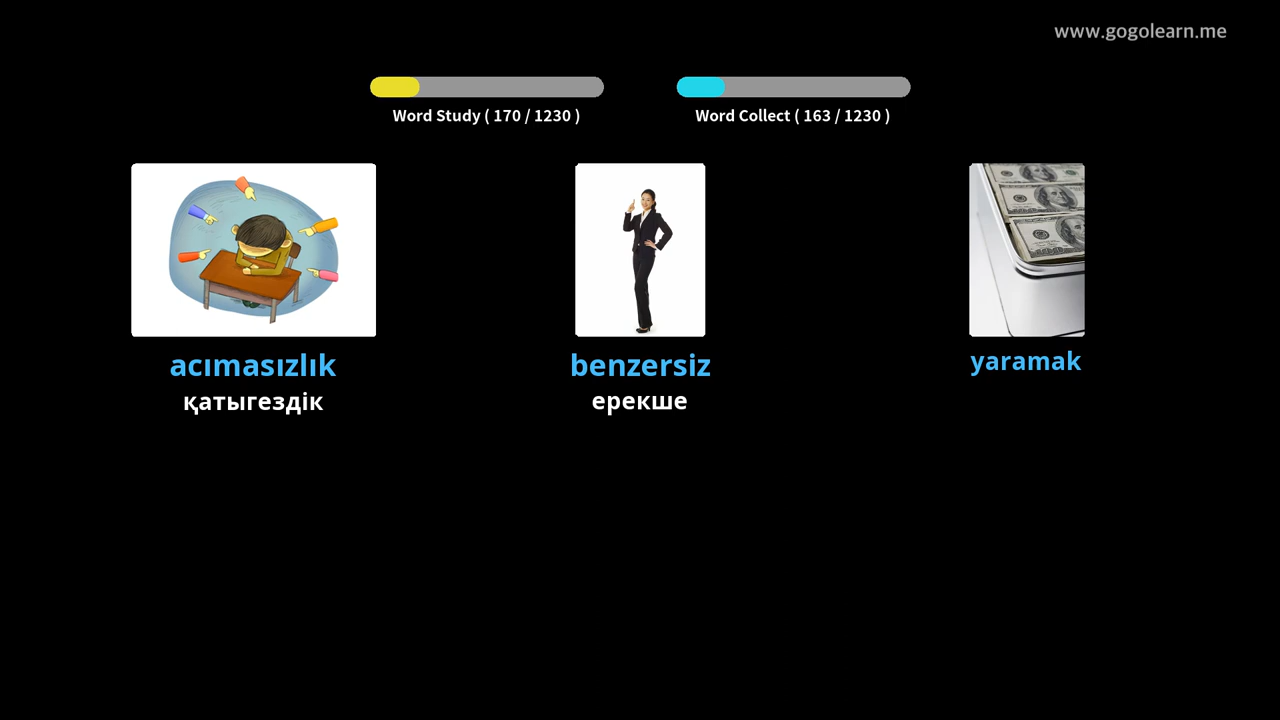 www.gogolearn.me
Word Study ( 170 / 1230 )
Word Collect ( 163 / 1230 )
acımasızlık
қатыгездік
benzersiz
ерекше
yaramak